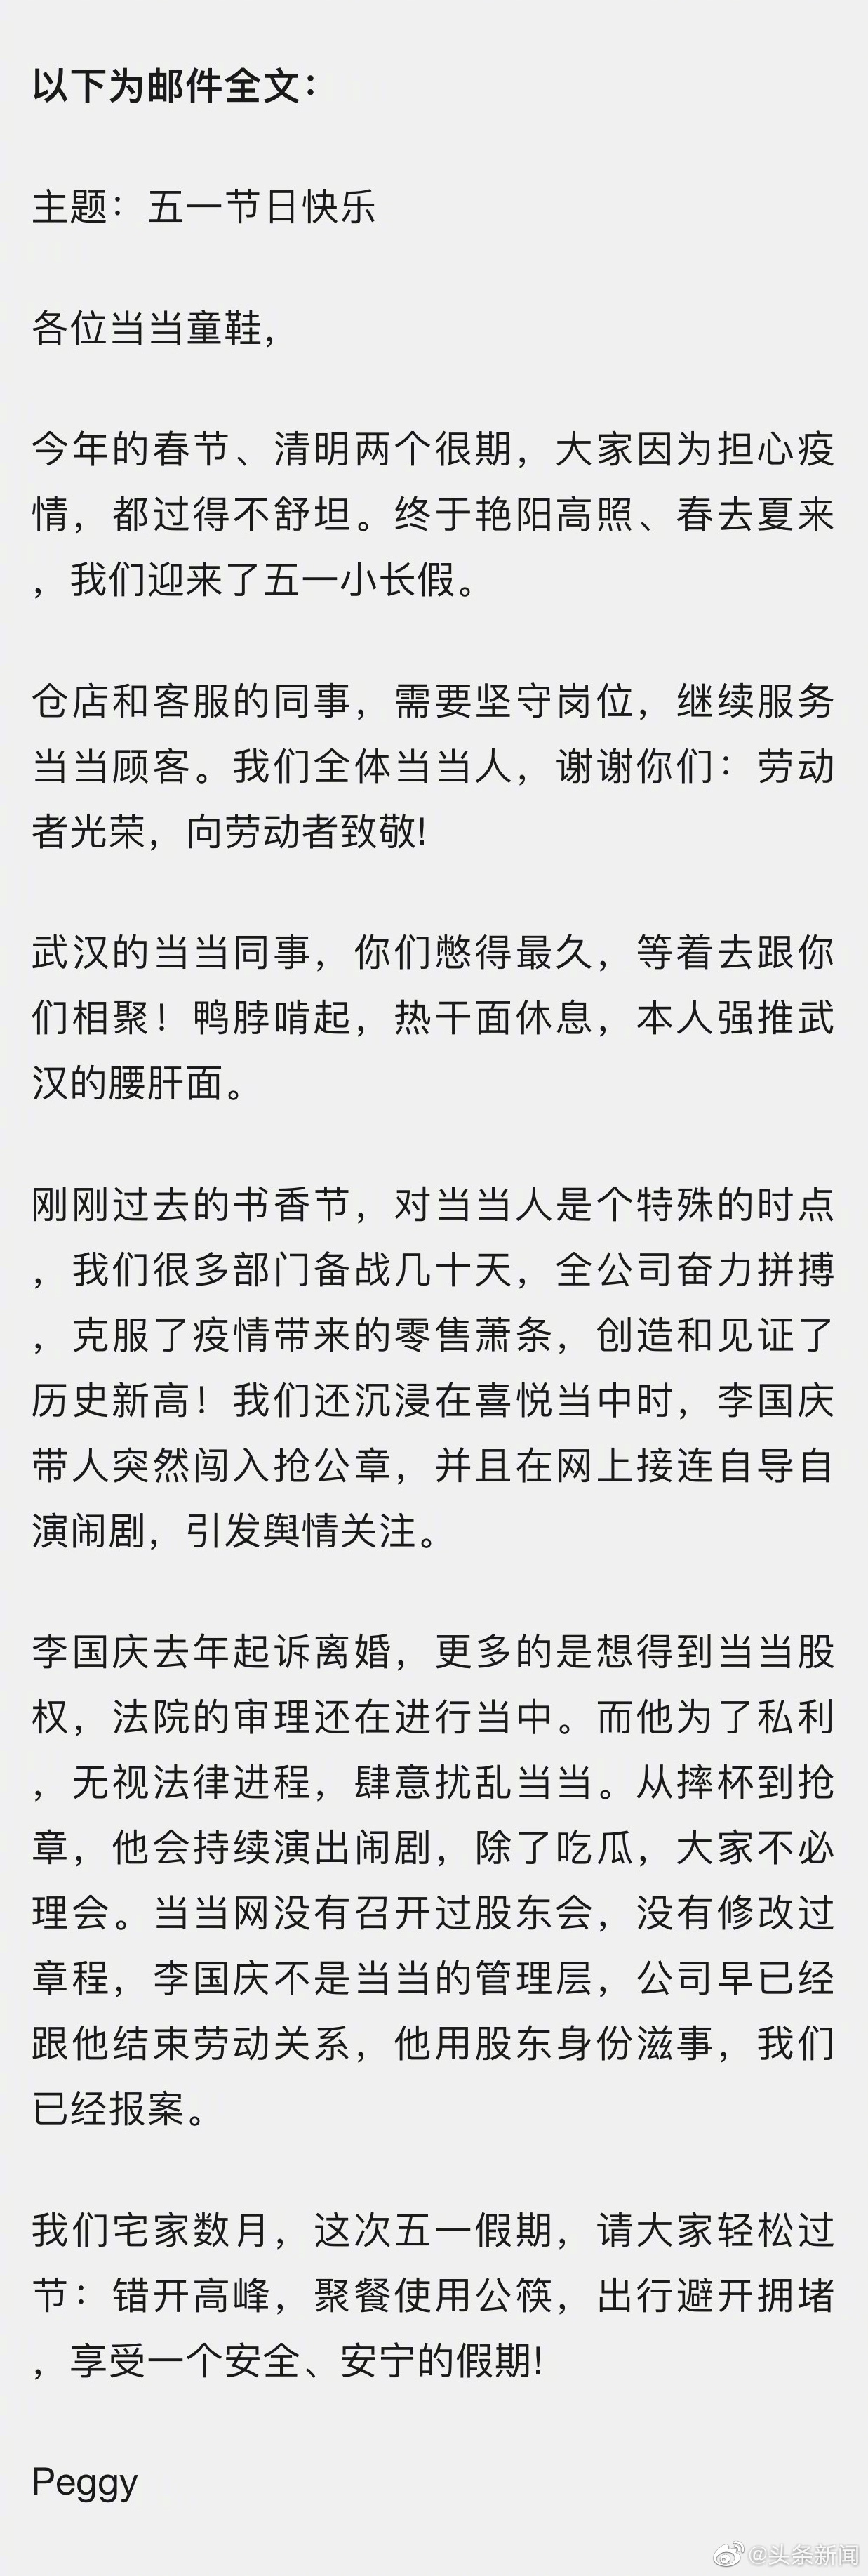 以下为邮件全文：
主题：五一节日快乐
各位当当童鞋，
今年的春节、清明两个很期，大家因为担心疫
情，都过得不舒坦。终于艳阳高照、春去夏来
，我们迎来了五一小长假。
仓店和客服的同事，需要坚守岗位，继续服务
当当顾客。我们全体当当人，谢谢你们：劳动
者光荣，向劳动者致敬!
武汉的当当同事，你们憋得最久，等着去跟你
们相聚！鸭脖啃起，热干面休息，本人强推武
汉的腰肝面。
刚刚过去的书香节，对当当人是个特殊的时点
，我们很多部门备战几十天，全公司奋力拼搏
，克服了疫情带来的零售萧条，创造和见证了
历史新高！我们还沉浸在喜悦当中时，李国庆
带人突然闯入抢公章，并且在网上接连自导自
演闹剧，引发舆情关注。
李国庆去年起诉离婚，更多的是想得到当当股
权，法院的审理还在进行当中。而他为了私利
，无视法律进程，肆意扰乱当当。从摔杯到抢
章，他会持续演出闹剧，除了吃瓜，大家不必
理会。当当网没有召开过股东会，没有修改过
章程，李国庆不是当当的管理层，公司早已经
跟他结束劳动关系，他用股东身份滋事，我们
已经报案。
我们宅家数月，这次五一假期，请大家轻松过
节：错开高峰，聚餐使用公筷，出行避开拥堵
，享受一个安全、安宁的假期!
Peggy
@头条新闻